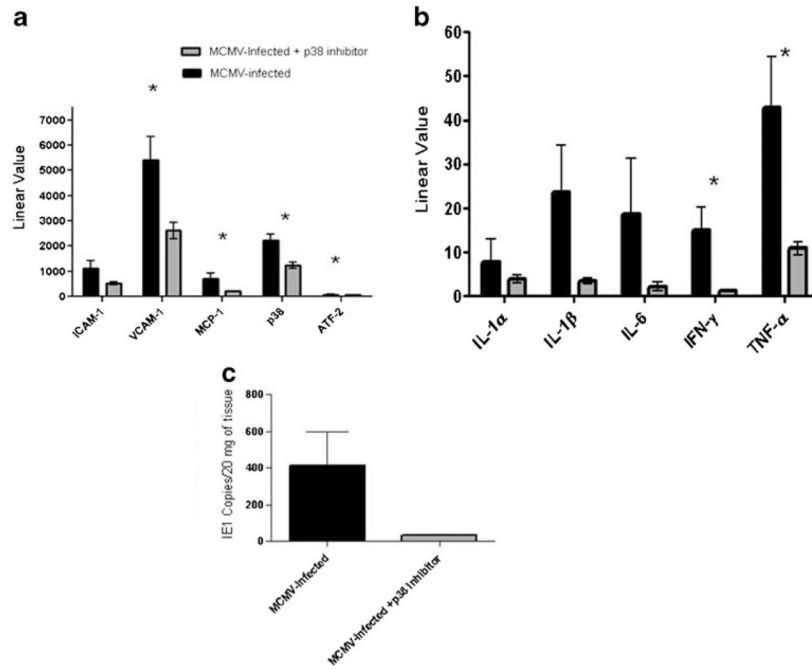 a
MCMV-Infected + p38 inhibitor
MCMV-infected
*
*
*
*
7000
6000
5000
4000
3000
2000
1000
0
Linear Value
ICAM-1
VCAM-1
MCP-1
p38
ATF-2
b
*
*
60
50
40
30
20
10
0
Linear Value
IL-1α
IL-1β
IL-6
IFN-γ
TNF-α
c
800
600
400
200
0
IE1 Copies/20 mg of tissue
MCMV-Infected
MCMV-Infected +p38 Inhibitor